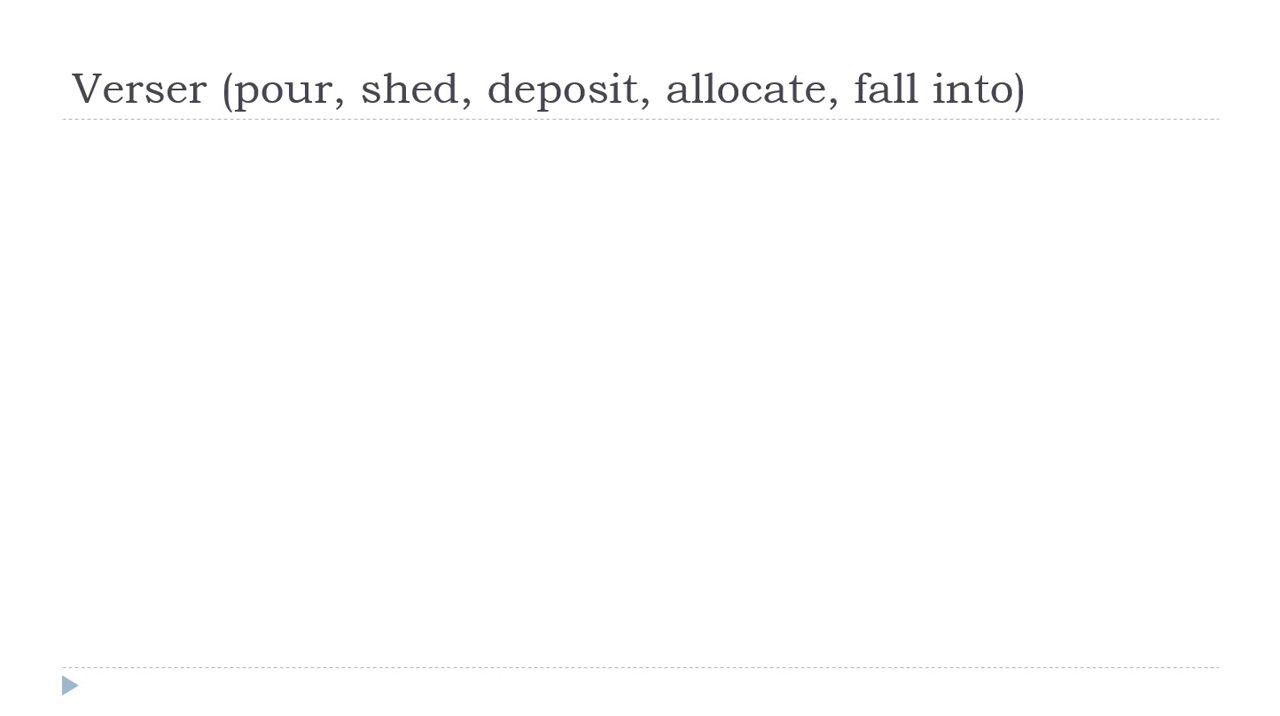 Verser (pour, shed, deposit, allocate, fall into)